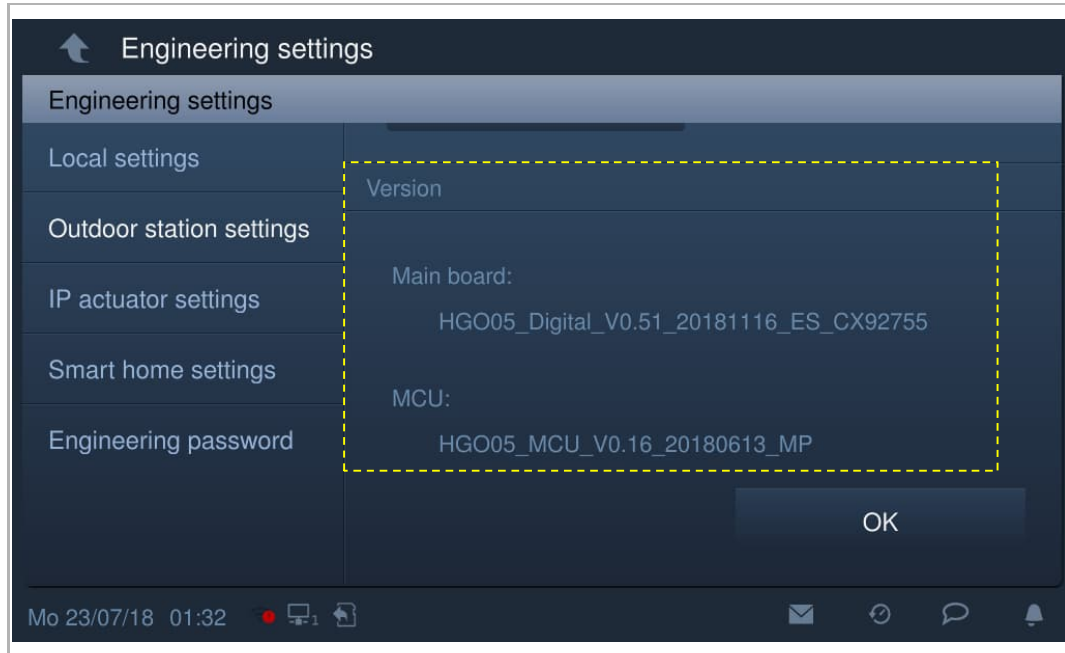 Engineering settings
Engineering settings
Local settings
Outdoor station settings
IP actuator settings
Smart home settings
Engineering password
Version
Main board:
HGO05_Digital_V0.51_20181116_ES_CX92755
MCU:
HGO05_MCU_V0.16_20180613_MP
OK
Mo 23/07/18 01:32 1